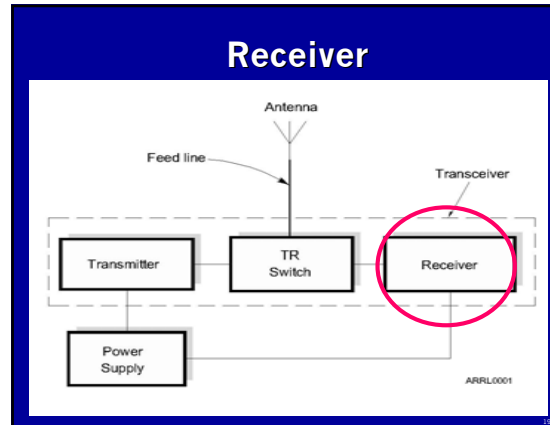 Receiver
Antenna
Feed line
Transceiver
Transmitter
TR
Switch
Receiver
Power
Supply
ARRL0001